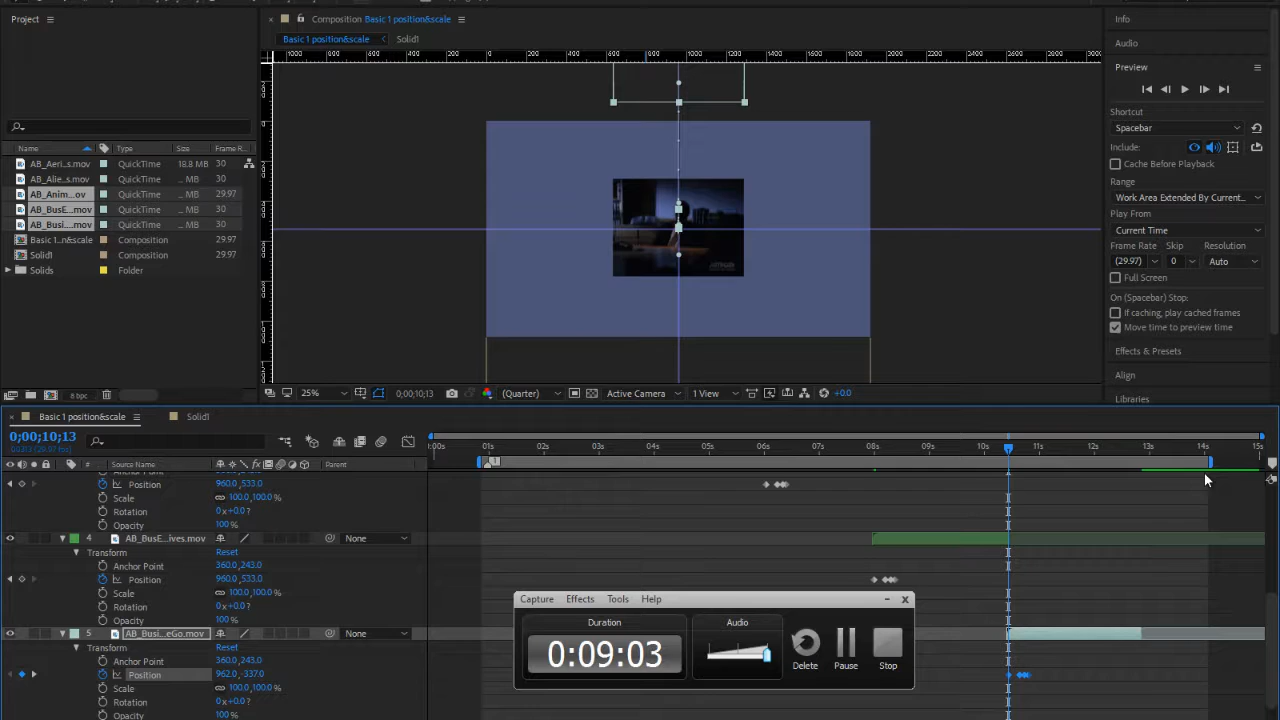 Project
Composition Basic 1 position&scale
Info
Basic 1 position&scale
Solid1
Audio
Preview
Shortcut
Spacebar
Name
Type
Size
Frame R...
Include:
AB_Aeri...s.mov QuickTime 18.8 MB 30
Cache Before Playback
AB_Alie...s.mov QuickTime ... MB 30
Range
AB_Anim...ov QuickTime ... MB 29.97
Work Area Extended By Current...
AB_BusE...mov QuickTime ... MB 30
Play From
AB_Busi....mov QuickTime ... MB 30
Current Time
Basic 1...n&scale Composition 29.97
Frame Rate Skip Resolution
Solid1 Composition 29.97
(29.97) 0 Auto
Solids Folder
Full Screen
On (Spacebar) Stop:
If caching, play cached frames
Move time to preview time
Effects & Presets
Align
8 bpc
25%
0;00;10;13
(Quarter)
Active Camera
1 View
+0.0
Libraries
Basic 1 position&scale
Solid1
0;00;10;13
:00s 01s 02s 03s 04s 05s 06s 07s 08s 09s 10s 11s 12s 13s 14s 15s
# Source Name Parent
1
Anchor Point
Position 960.0,533.0
Scale 100.0,100.0%
Rotation 0x+0.0°
Opacity 100%
4 AB_BusE...ives.mov None
Transform Reset
Anchor Point 360.0,243.0
Position 960.0,533.0
Scale 100.0,100.0%
Rotation 0x+0.0°
Opacity 100%
5 AB_Busi...eGo.mov None
Transform Reset
Anchor Point 360.0,243.0
Position 962.0,-337.0
Scale 100.0,100.0%
Rotation 0x+0.0°
Opacity 100%
Capture Effects Tools Help
Duration
Audio
0:09:03
Delete Pause Stop